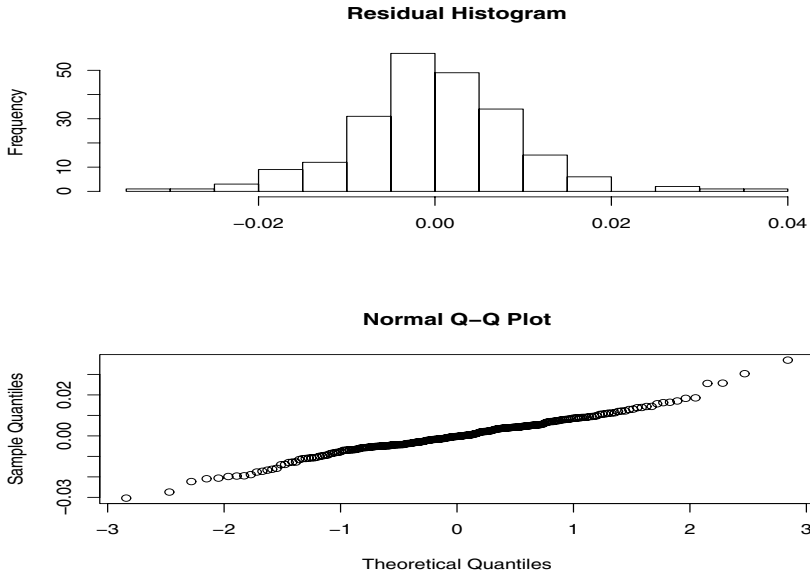 Residual Histogram
Frequency
50
30
10
0
−0.02 0.00 0.02 0.04
Normal Q−Q Plot
Sample Quantiles
0.02
0.00
−0.03
−3 −2 −1 0 1 2 3
Theoretical Quantiles